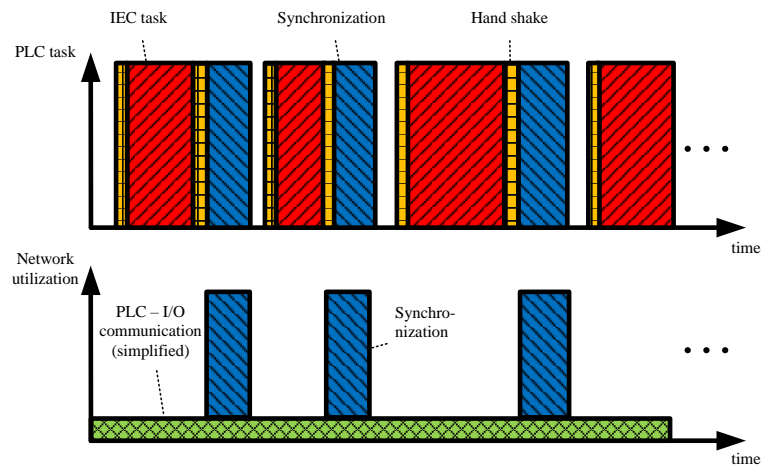 IEC task
Synchronization
Hand shake
PLC task
time
Network
utilization
PLC – I/O
communication
(simplified)
Synchro-
nization
time